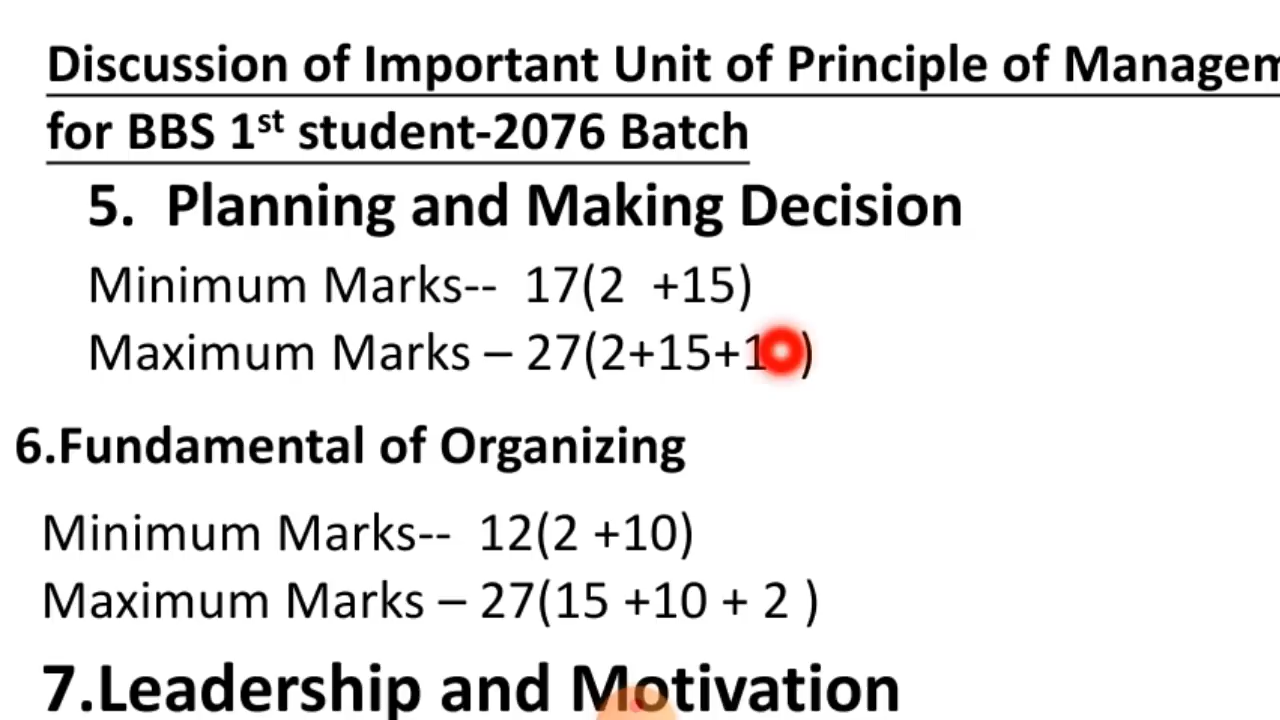 Discussion of Important Unit of Principle of Managem
for BBS 1st student-2076 Batch
5. Planning and Making Decision
Minimum Marks-- 17(2 +15)
Maximum Marks – 27(2+15+1 )
6.Fundamental of Organizing
Minimum Marks-- 12(2 +10)
Maximum Marks – 27(15 +10 + 2 )
7.Leadership and Motivation